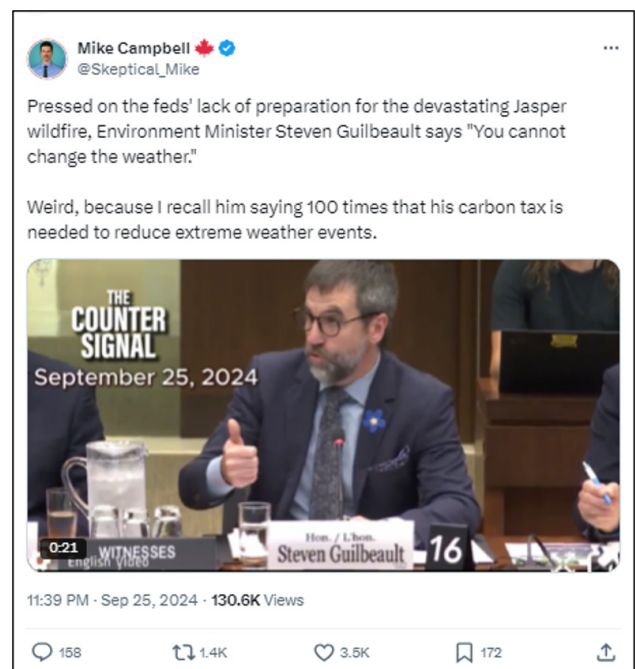 Mike Campbell
@Skeptical_Mike
Pressed on the feds' lack of preparation for the devastating Jasper
wildfire, Environment Minister Steven Guilbeault says "You cannot
change the weather."
Weird, because I recall him saying 100 times that his carbon tax is
needed to reduce extreme weather events.
THE
COUNTER
SIGNAL
September 25, 2024
Hon. / L'hon.
Steven Guilbeault
16
0:21
WITNESSES
English Video
11:39 PM · Sep 25, 2024 · 130.6K Views
158
1.4K
3.5K
172